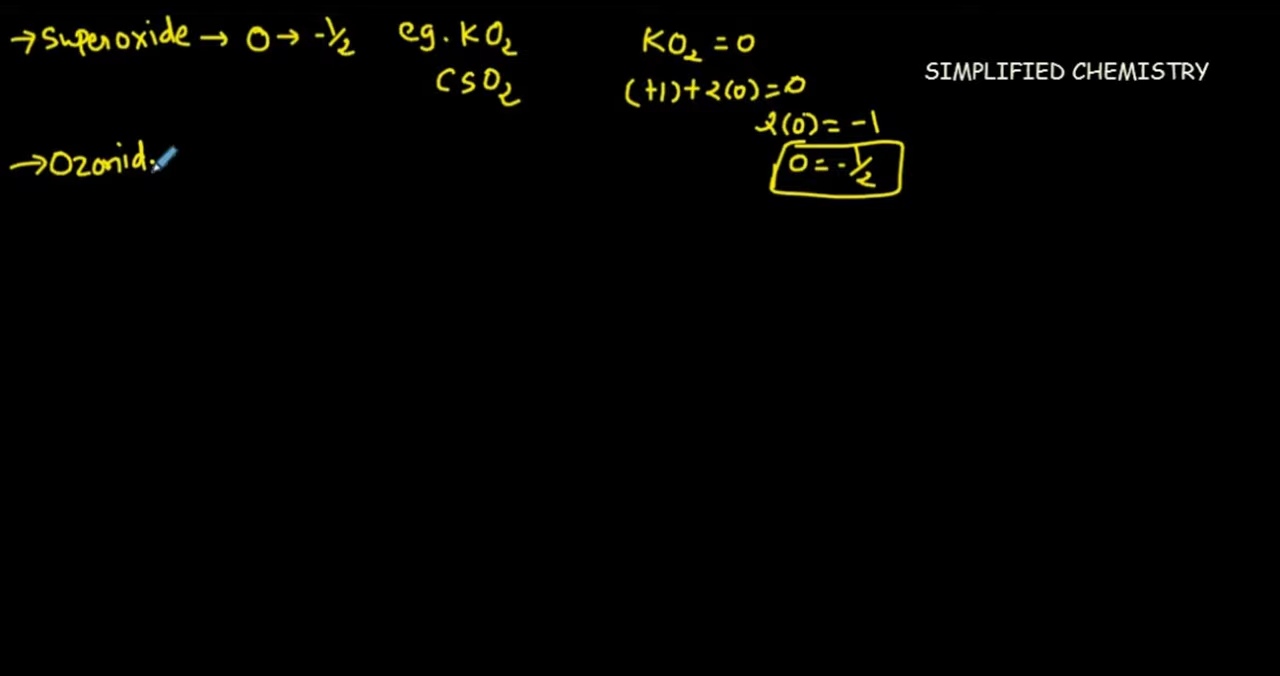 → Superoxide → O → -1/2 eg. KO₂
CsO₂
KO₂ = 0
(+1)+2(O)=0
2(O) = -1
O = -1/2
SIMPLIFIED CHEMISTRY
→ Ozonid